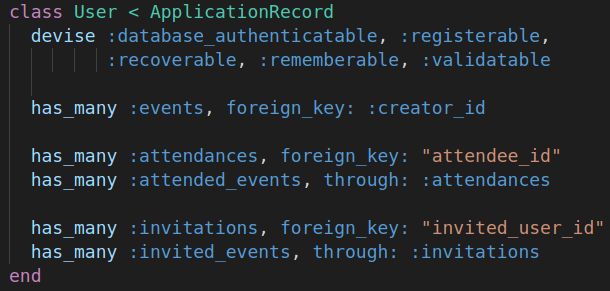 class User < ApplicationRecord
  devise :database_authenticatable, :registerable,
         :recoverable, :rememberable, :validatable

  has_many :events, foreign_key: :creator_id

  has_many :attendances, foreign_key: "attendee_id"
  has_many :attended_events, through: :attendances

  has_many :invitations, foreign_key: "invited_user_id"
  has_many :invited_events, through: :invitations
end